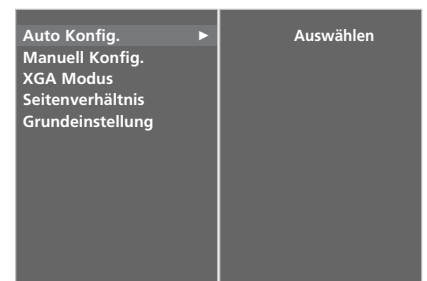 Auto Konfig. ► Auswählen
Manuell Konfig.
XGA Modus
Seitenverhältnis
Grundeinstellung